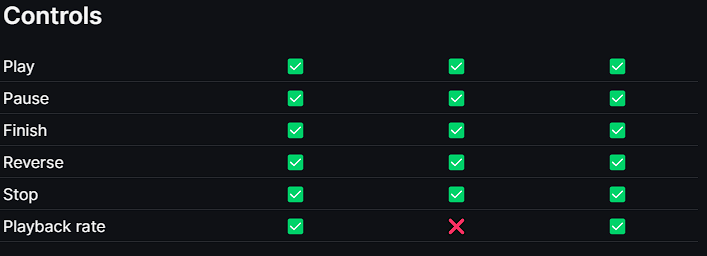 Controls
Play
Pause
Finish
Reverse
Stop
Playback rate